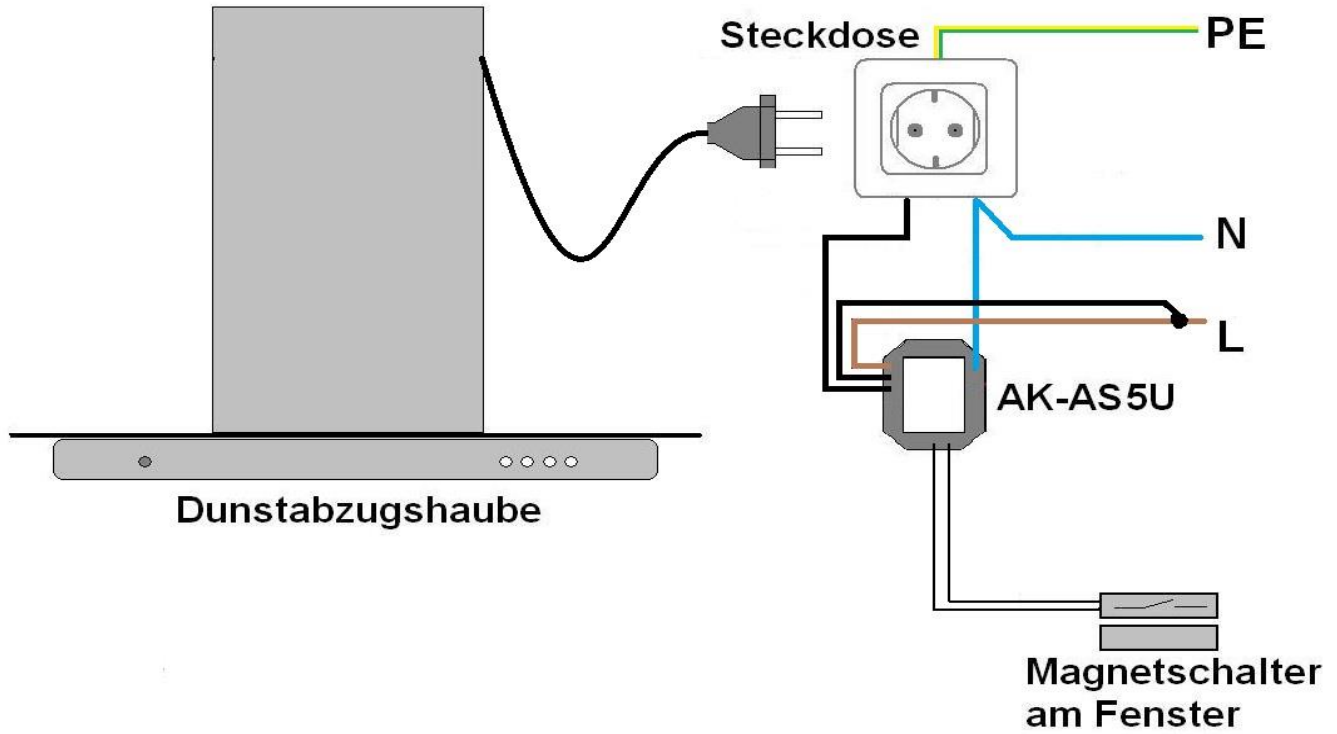 Steckdose
PE
N
L
AK-AS5U
Dunstabzugshaube
Magnetschalter
am Fenster